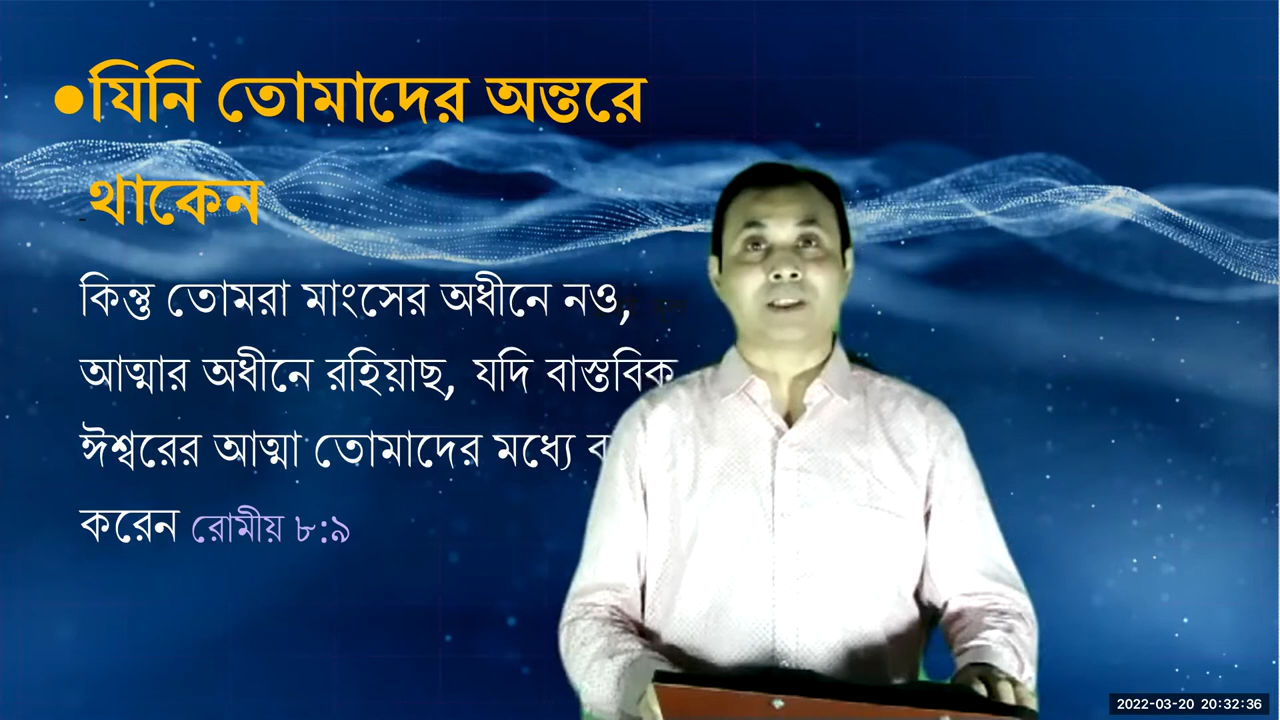 •যিনি তোমাদের অন্তরে
থাকেন
কিন্তু তোমরা মাংসের অধীনে নও,
আত্মার অধীনে রহিয়াছ, যদি বাস্তবিক
ঈশ্বরের আত্মা তোমাদের মধ্যে
করেন রোমীয় ৮:৯
2022-03-20 20:32:36